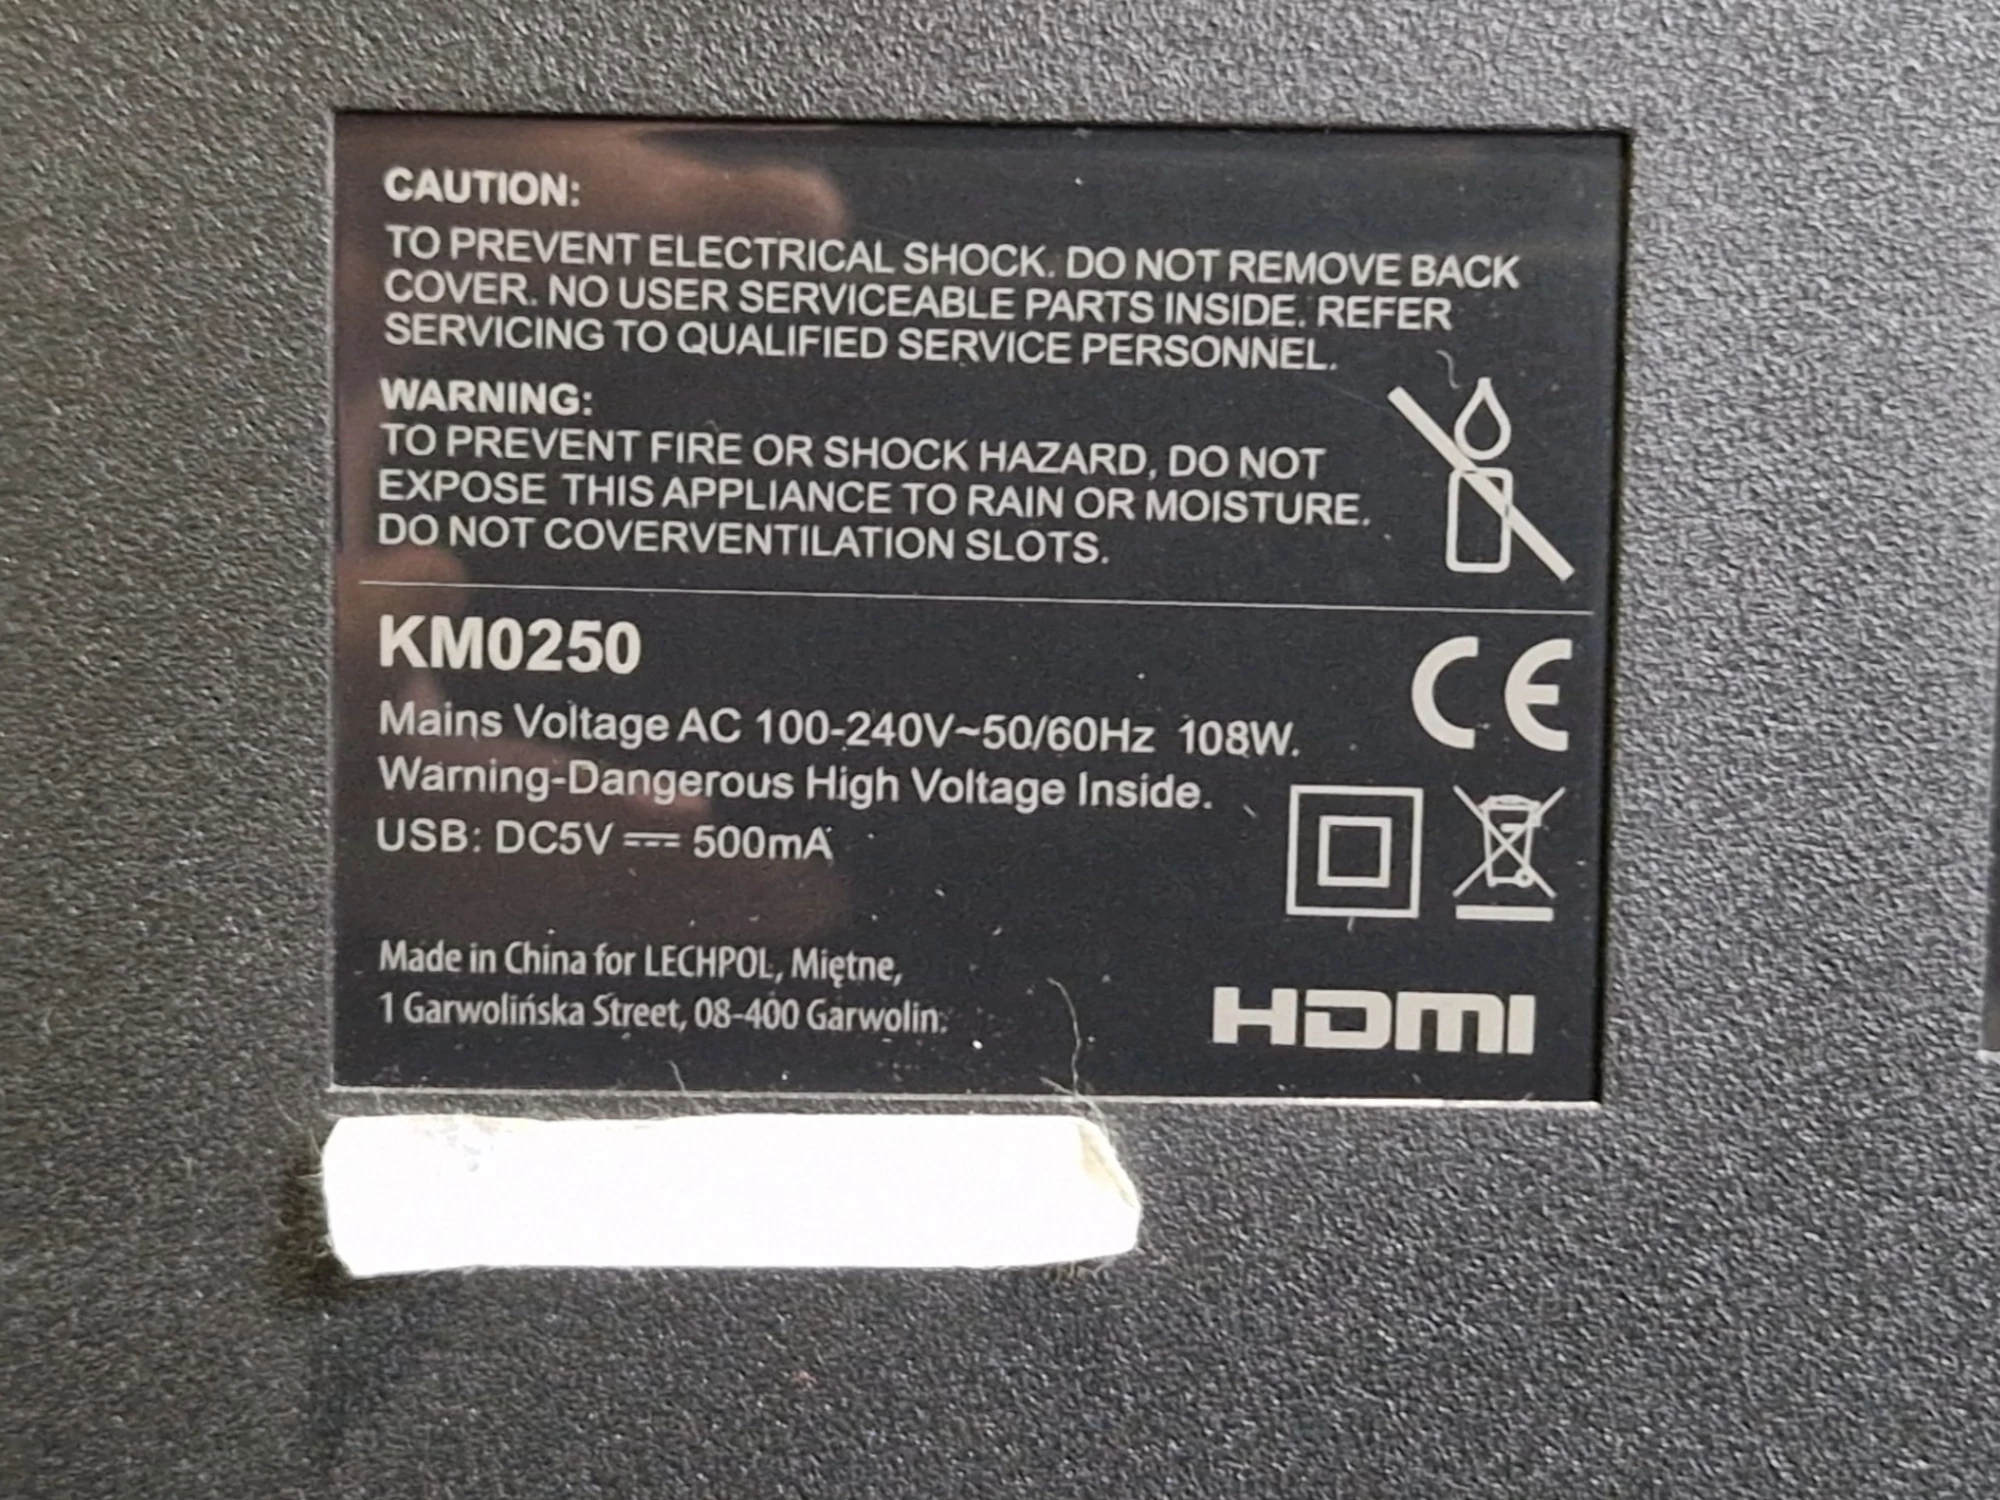 CAUTION:
TO PREVENT ELECTRICAL SHOCK. DO NOT REMOVE BACK
COVER. NO USER SERVICEABLE PARTS INSIDE. REFER
SERVICING TO QUALIFIED SERVICE PERSONNEL.
WARNING:
TO PREVENT FIRE OR SHOCK HAZARD, DO NOT
EXPOSE THIS APPLIANCE TO RAIN OR MOISTURE.
DO NOT COVERVENTILATION SLOTS.
KM0250
CE
Mains Voltage AC 100-240V~50/60Hz 108W.
Warning-Dangerous High Voltage Inside.
USB: DC5V ⎓ 500mA
Made in China for LECHPOL, Miętne,
1 Garwolińska Street, 08-400 Garwolin.
HDMI